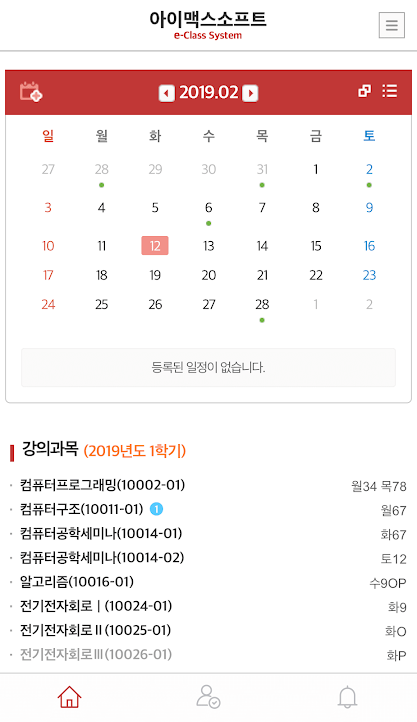 아이맥스소프트
e-Class System
2019.02
일 월 화 수 목 금 토
27 28 29 30 31 1 2
3 4 5 6 7 8 9
10 11 12 13 14 15 16
17 18 19 20 21 22 23
24 25 26 27 28 1 2
등록된 일정이 없습니다.
강의과목 (2019년도 1학기)
· 컴퓨터프로그래밍(10002-01) 월34 목78
· 컴퓨터구조(10011-01) 1 월67
· 컴퓨터공학세미나(10014-01) 화67
· 컴퓨터공학세미나(10014-02) 토12
· 알고리즘(10016-01) 수9OP
· 전기전자회로Ⅰ(10024-01) 화9
· 전기전자회로Ⅱ(10025-01) 화O
· 전기전자회로Ⅲ(10026-01) 화P